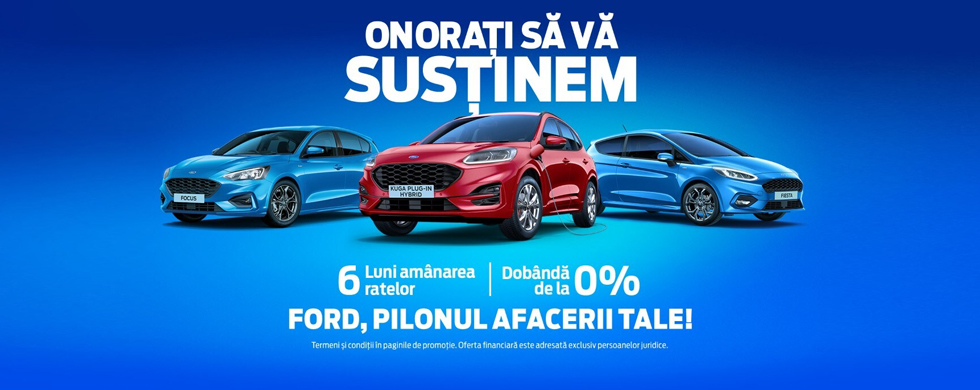 ONORAȚI SĂ VĂ
SUSȚINEM
FOCUS
KUGA PLUG-IN
HYBRID
FIESTA
6 Luni amânarea
ratelor
Dobândă
de la 0%
FORD, PILONUL AFACERII TALE!
Termeni și condiții în paginile de promoție. Oferta financiară este adresată exclusiv persoanelor juridice.